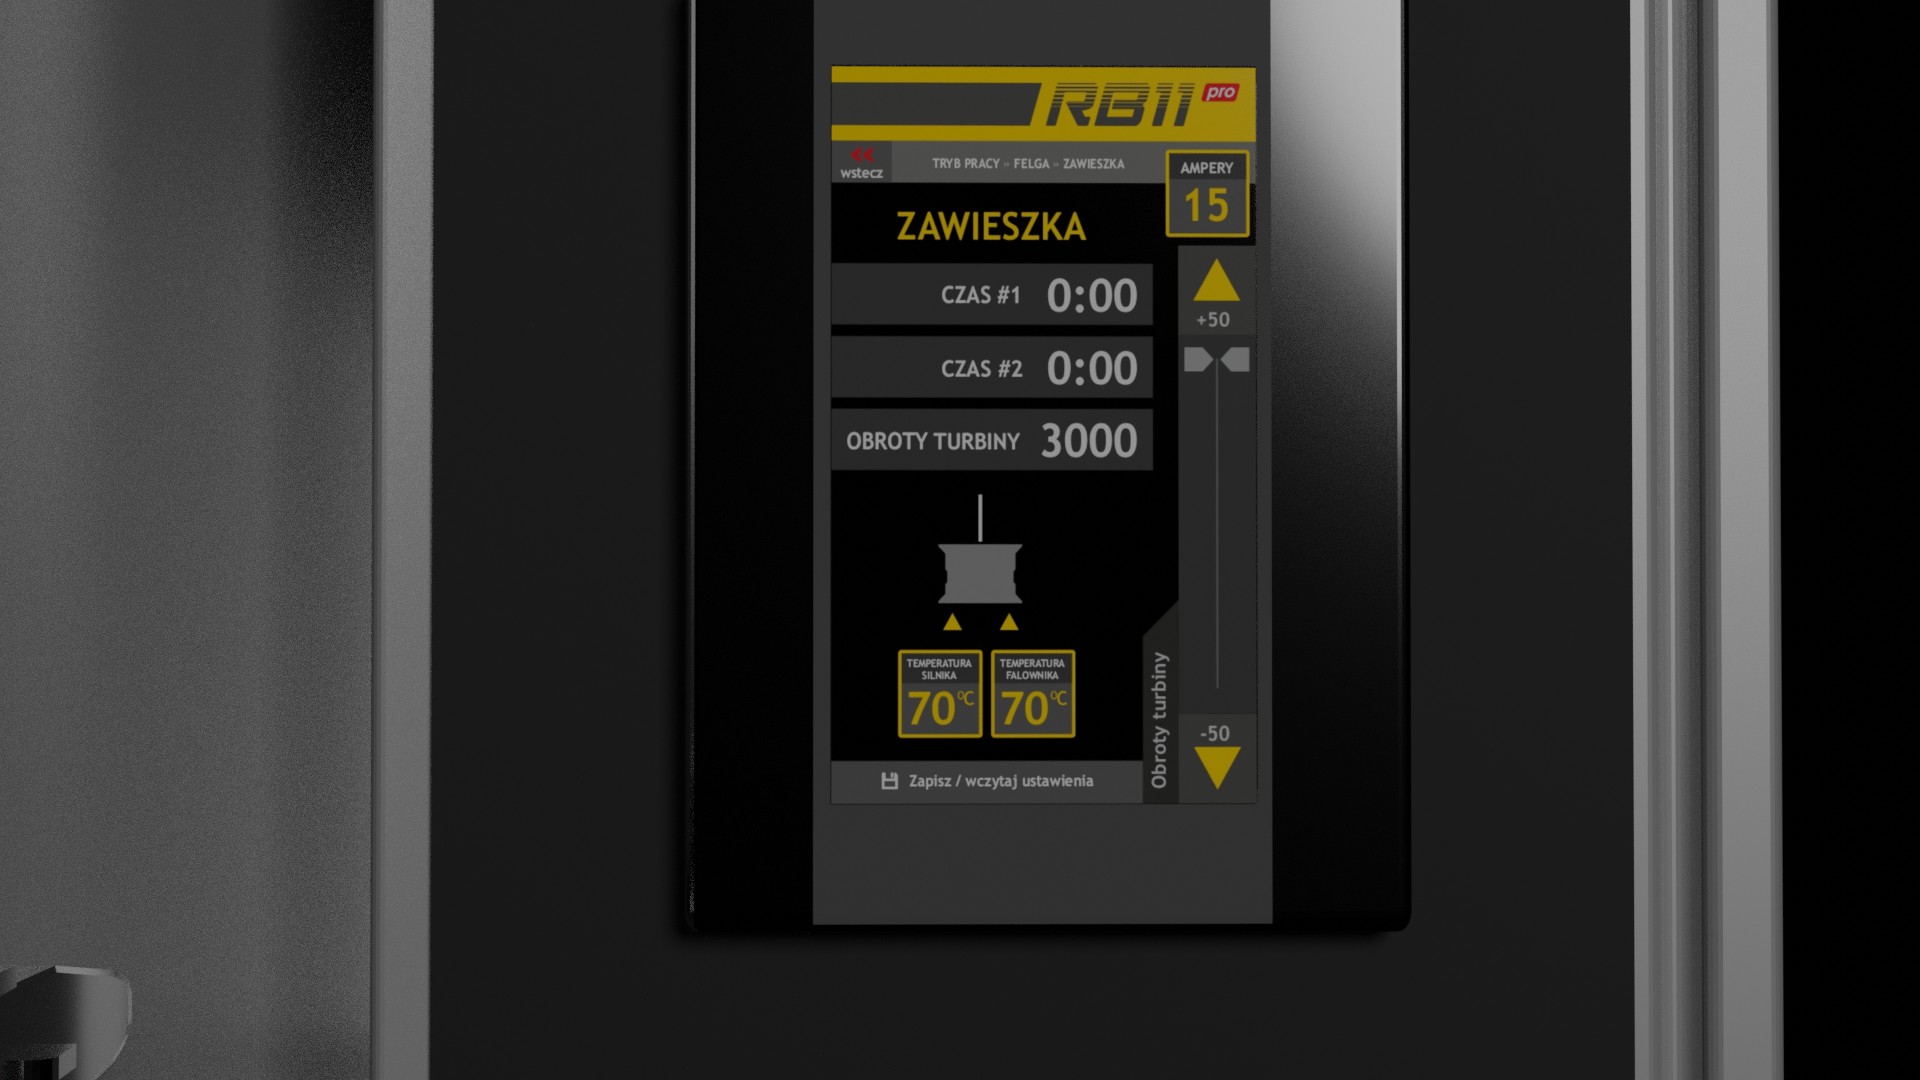 RB11 pro
wstecz
TRYB PRACY » FELGA » ZAWIESZKA
AMPERY
15
ZAWIESZKA
CZAS #1 0:00
CZAS #2 0:00
OBROTY TURBINY 3000
+50
TEMPERATURA
SILNIKA
70°C
TEMPERATURA
FALOWNIKA
70°C
Obroty turbiny
-50
Zapisz / wczytaj ustawienia